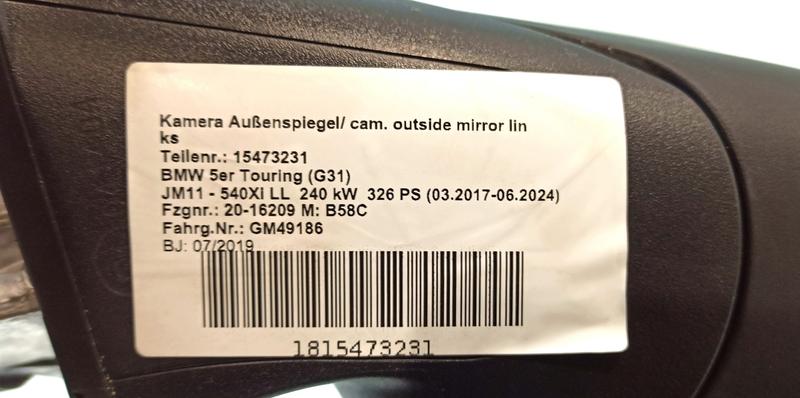 Kamera Außenspiegel/ cam. outside mirror lin
ks
Teilenr.: 15473231
BMW 5er Touring (G31)
JM11 - 540Xi LL 240 kW 326 PS (03.2017-06.2024)
Fzgnr.: 20-16209 M: B58C
Fahrg.Nr.: GM49186
BJ: 07/2019
1815473231